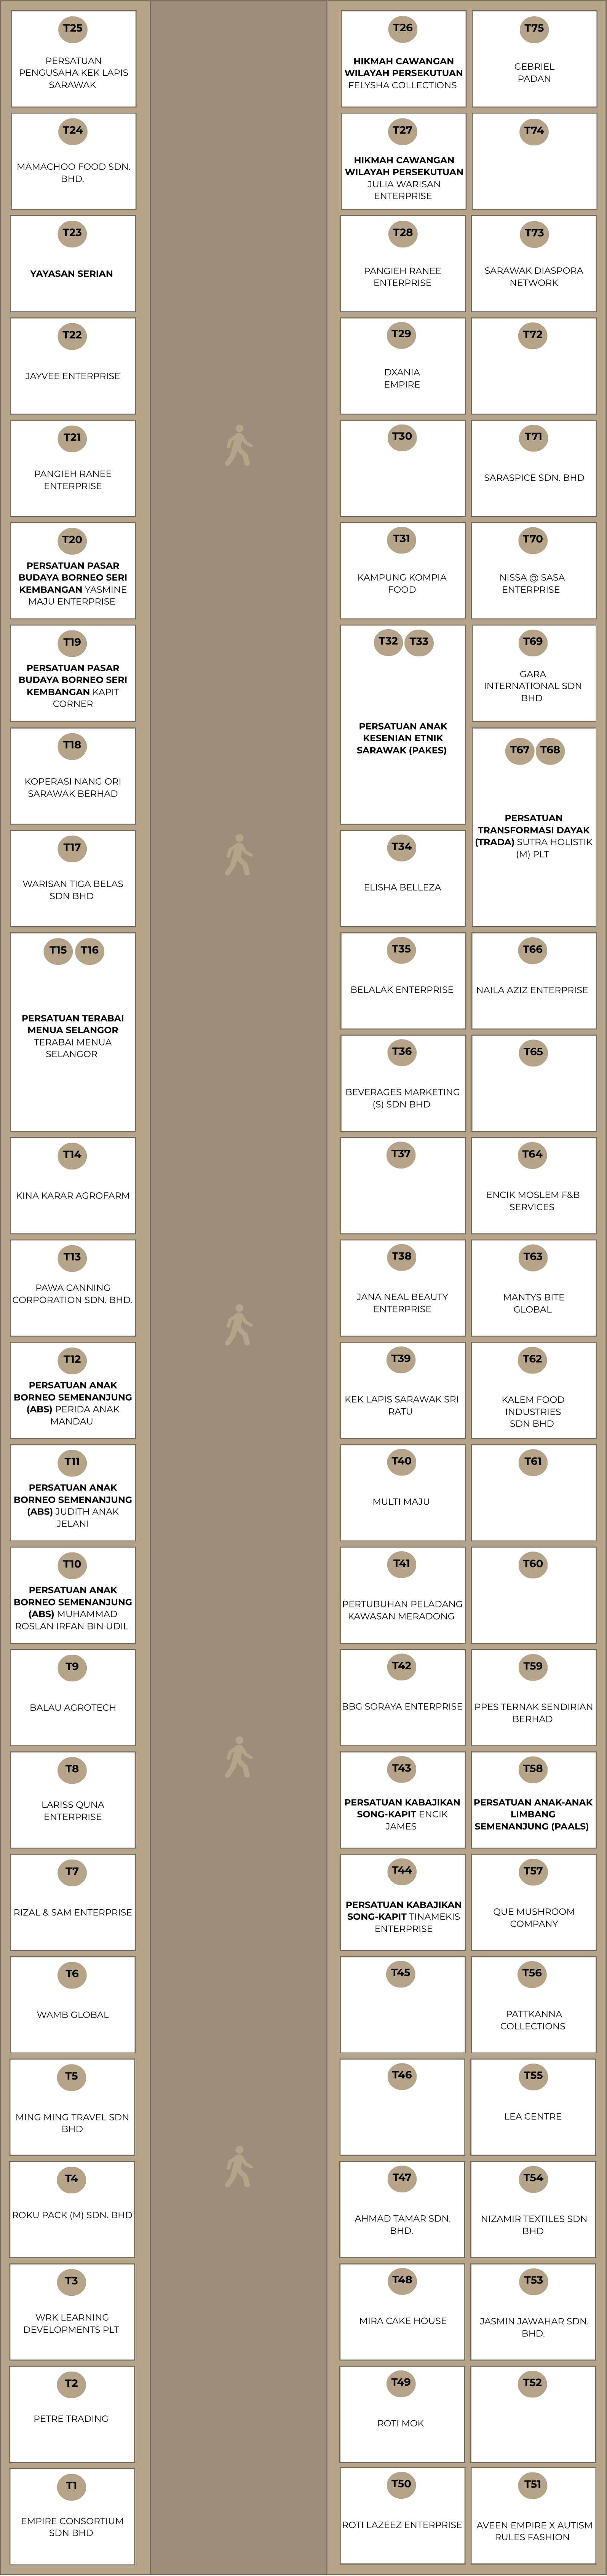 T25
PERSATUAN
PENGUSAHA KEK LAPIS
SARAWAK
T24
MAMACHOO FOOD SDN.
BHD.
T23
YAYASAN SERIAN
T22
JAYVEE ENTERPRISE
T21
PANGIEH RANEE
ENTERPRISE
T20
PERSATUAN PASAR
BUDAYA BORNEO SERI
KEMBANGAN YASMINE
MAJU ENTERPRISE
T19
PERSATUAN PASAR
BUDAYA BORNEO SERI
KEMBANGAN KAPIT
CORNER
T18
KOPERASI NANG ORI
SARAWAK BERHAD
T17
WARISAN TIGA BELAS
SDN BHD
T15 T16
PERSATUAN TERABAI
MENUA SELANGOR
TERABAI MENUA
SELANGOR
T14
KINA KARAR AGROFARM
T13
PAWA CANNING
CORPORATION SDN. BHD.
T12
PERSATUAN ANAK
BORNEO SEMENANJUNG
(ABS) PERIDA ANAK
MANDAU
T11
PERSATUAN ANAK
BORNEO SEMENANJUNG
(ABS) JUDITH ANAK
JELANI
T10
PERSATUAN ANAK
BORNEO SEMENANJUNG
(ABS) MUHAMMAD
ROSLAN IRFAN BIN UDIL
T9
BALAU AGROTECH
T8
LARISS QUNA
ENTERPRISE
T7
RIZAL & SAM ENTERPRISE
T6
WAMB GLOBAL
T5
MING MING TRAVEL SDN
BHD
T4
ROKU PACK (M) SDN. BHD
T3
WRK LEARNING
DEVELOPMENTS PLT
T2
PETRE TRADING
T1
EMPIRE CONSORTIUM
SDN BHD
T26
HIKMAH CAWANGAN
WILAYAH PERSEKUTUAN
FELYSHA COLLECTIONS
T27
HIKMAH CAWANGAN
WILAYAH PERSEKUTUAN
JULIA WARISAN
ENTERPRISE
T28
PANGIEH RANEE
ENTERPRISE
T29
DXANIA
EMPIRE
T30
T31
KAMPUNG KOMPIA
FOOD
T32 T33
PERSATUAN ANAK
KESENIAN ETNIK
SARAWAK (PAKES)
T34
ELISHA BELLEZA
T35
BELALAK ENTERPRISE
T36
BEVERAGES MARKETING
(S) SDN BHD
T37
T38
JANA NEAL BEAUTY
ENTERPRISE
T39
KEK LAPIS SARAWAK SRI
RATU
T40
MULTI MAJU
T41
PERTUBUHAN PELADANG
KAWASAN MERADONG
T42
BBG SORAYA ENTERPRISE
T43
PERSATUAN KABAJIKAN
SONG-KAPIT ENCIK
JAMES
T44
PERSATUAN KABAJIKAN
SONG-KAPIT TINAMEKIS
ENTERPRISE
T45
T46
T47
AHMAD TAMAR SDN.
BHD.
T48
MIRA CAKE HOUSE
T49
ROTI MOK
T50
ROTI LAZEEZ ENTERPRISE
T75
GEBRIEL
PADAN
T74
T73
SARAWAK DIASPORA
NETWORK
T72
T71
SARASPICE SDN. BHD
T70
NISSA @ SASA
ENTERPRISE
T69
GARA
INTERNATIONAL SDN
BHD
T67 T68
PERSATUAN
TRANSFORMASI DAYAK
(TRADA) SUTRA HOLISTIK
(M) PLT
T66
NAILA AZIZ ENTERPRISE
T65
T64
ENCIK MOSLEM F&B
SERVICES
T63
MANTYS BITE
GLOBAL
T62
KALEM FOOD
INDUSTRIES
SDN BHD
T61
T60
T59
PPES TERNAK SENDIRIAN
BERHAD
T58
PERSATUAN ANAK-ANAK
LIMBANG
SEMENANJUNG (PAALS)
T57
QUE MUSHROOM
COMPANY
T56
PATTKANNA
COLLECTIONS
T55
LEA CENTRE
T54
NIZAMIR TEXTILES SDN
BHD
T53
JASMIN JAWAHAR SDN.
BHD.
T52
T51
AVEEN EMPIRE X AUTISM
RULES FASHION